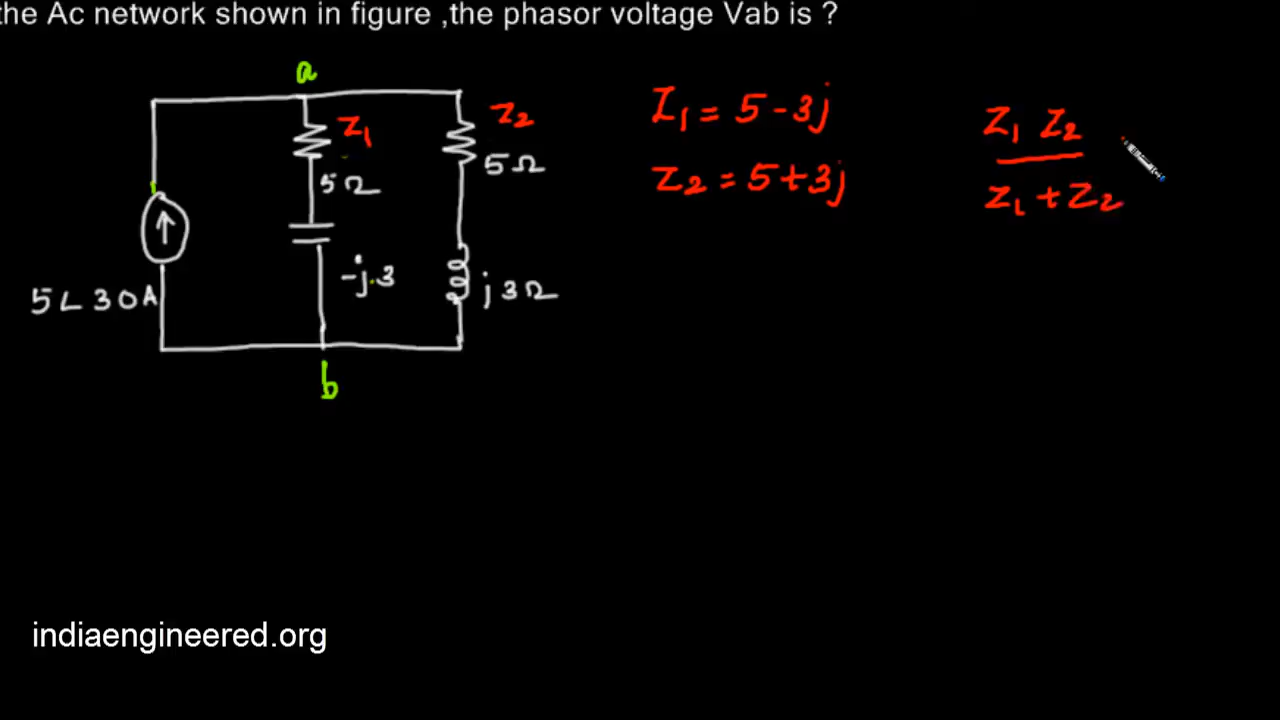 the Ac network shown in figure ,the phasor voltage Vab is ?
a
Z1
5Ω
-j.3
Z2
5Ω
j3Ω
5∠30A
b
Z1 = 5-3j
Z2 = 5+3j
Z1 Z2
Z1 + Z2
indiaengineered.org